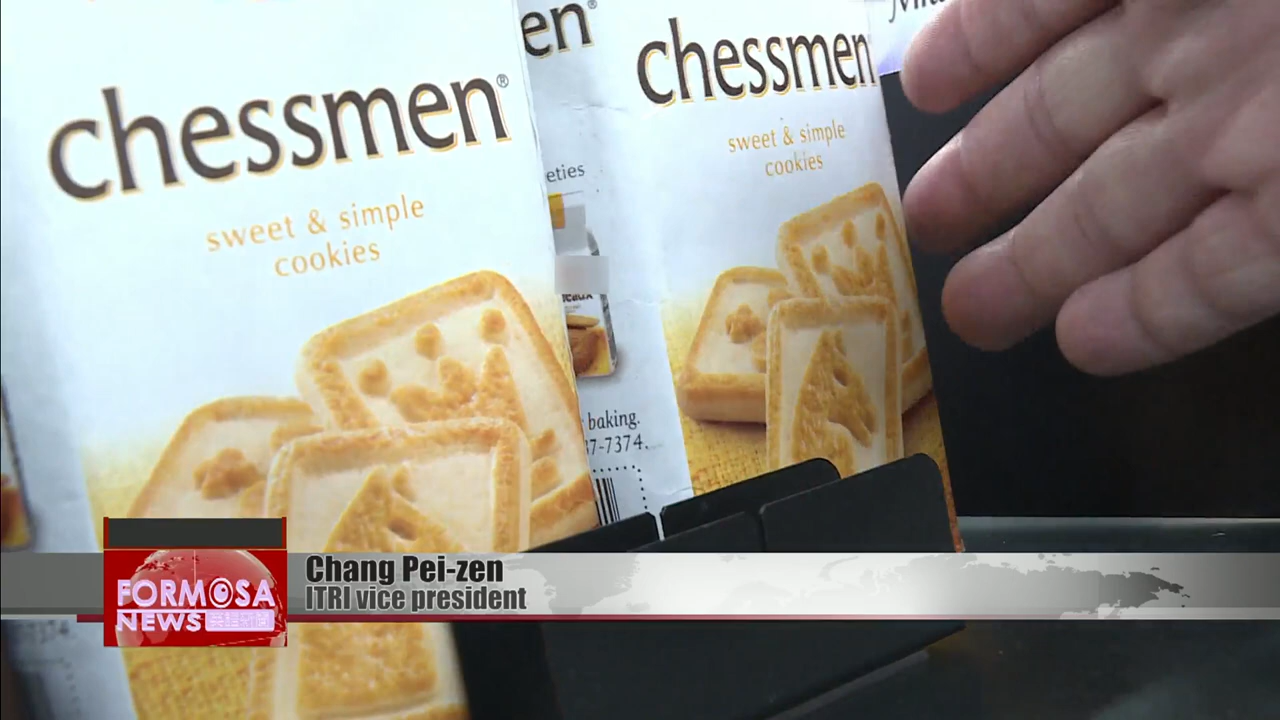 chessmen®
sweet & simple
cookies
en®
eties
baking.
37-7374.
chessmen
sweet & simple
cookies
Chang Pei-zen
ITRI vice president
FORMOSA
NEWS